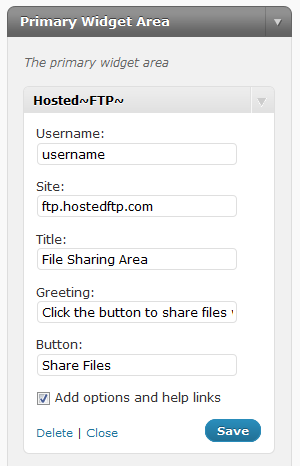 Primary Widget Area
The primary widget area
Hosted~FTP~
Username:
username
Site:
ftp.hostedftp.com
Title:
File Sharing Area
Greeting:
Click the button to share files
Button:
Share Files
Add options and help links
Delete | Close
Save